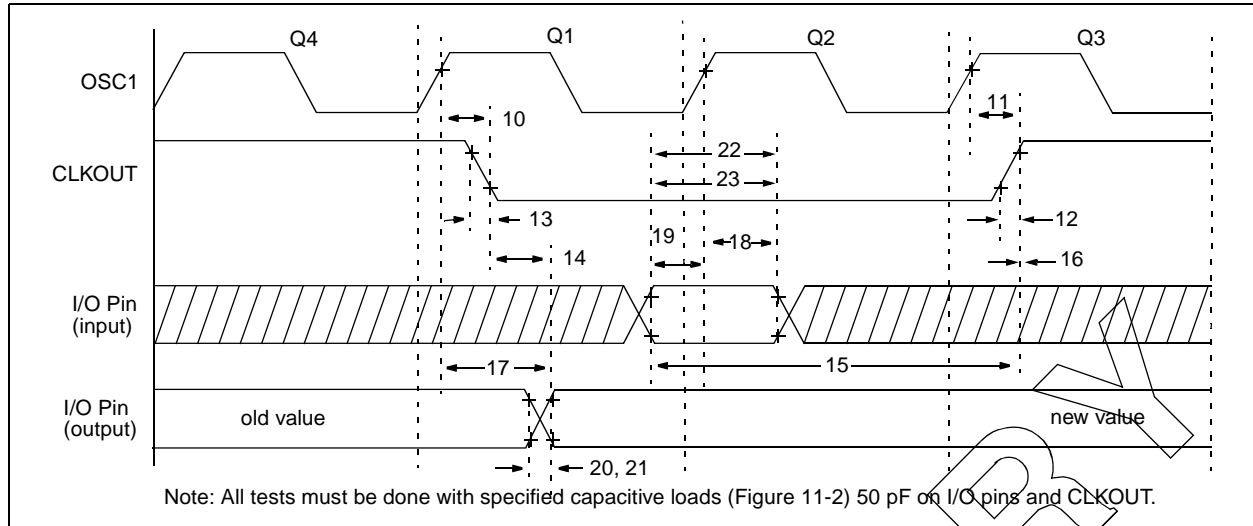 Q4 Q1 Q2 Q3
OSC1
10 11
22
CLKOUT
23
13 12
19 18
14 16
I/O Pin
(input)
17 15
I/O Pin
(output)
old value new value
20, 21
Note: All tests must be done with specified capacitive loads (Figure 11-2) 50 pF on I/O pins and CLKOUT.
R Y